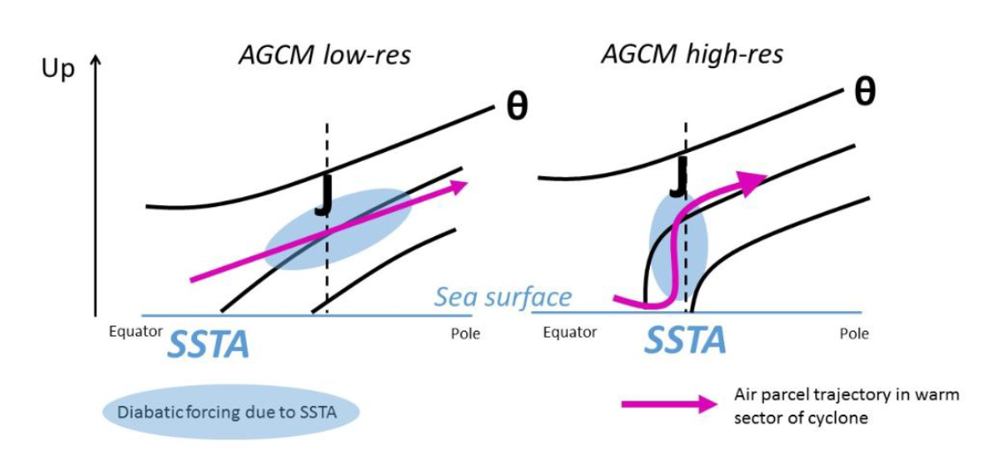 AGCM low-res
AGCM high-res
Up
θ
θ
J
J
Sea surface
Equator
SSTA
Pole
Equator
SSTA
Pole
Diabatic forcing due to SSTA
Air parcel trajectory in warm
sector of cyclone